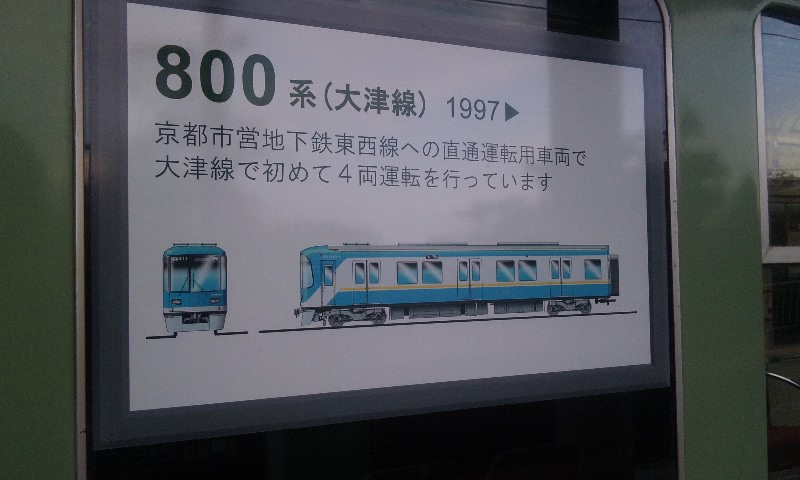 800系（大津線） 1997▶
京都市営地下鉄東西線への直通運転用車両で
大津線で初めて４両運転を行っています